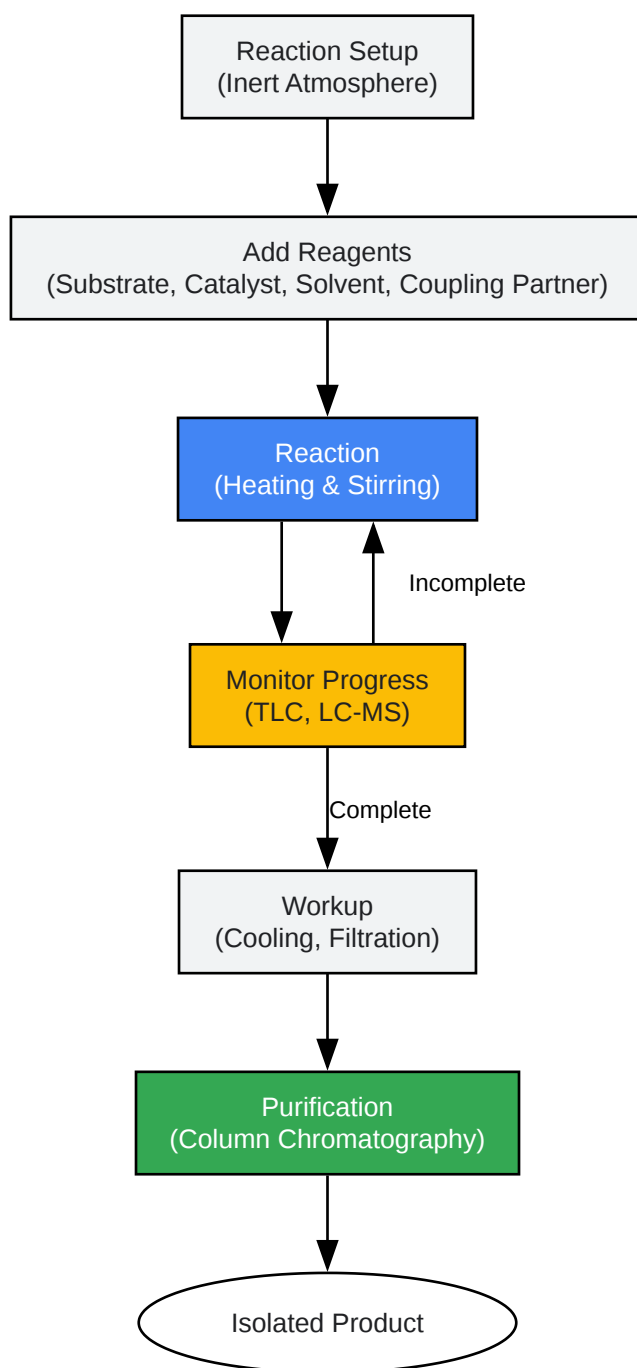 Reaction Setup
(Inert Atmosphere)
Add Reagents
(Substrate, Catalyst, Solvent, Coupling Partner)
Reaction
(Heating & Stirring)
Incomplete
Monitor Progress
(TLC, LC-MS)
Complete
Workup
(Cooling, Filtration)
Purification
(Column Chromatography)
Isolated Product